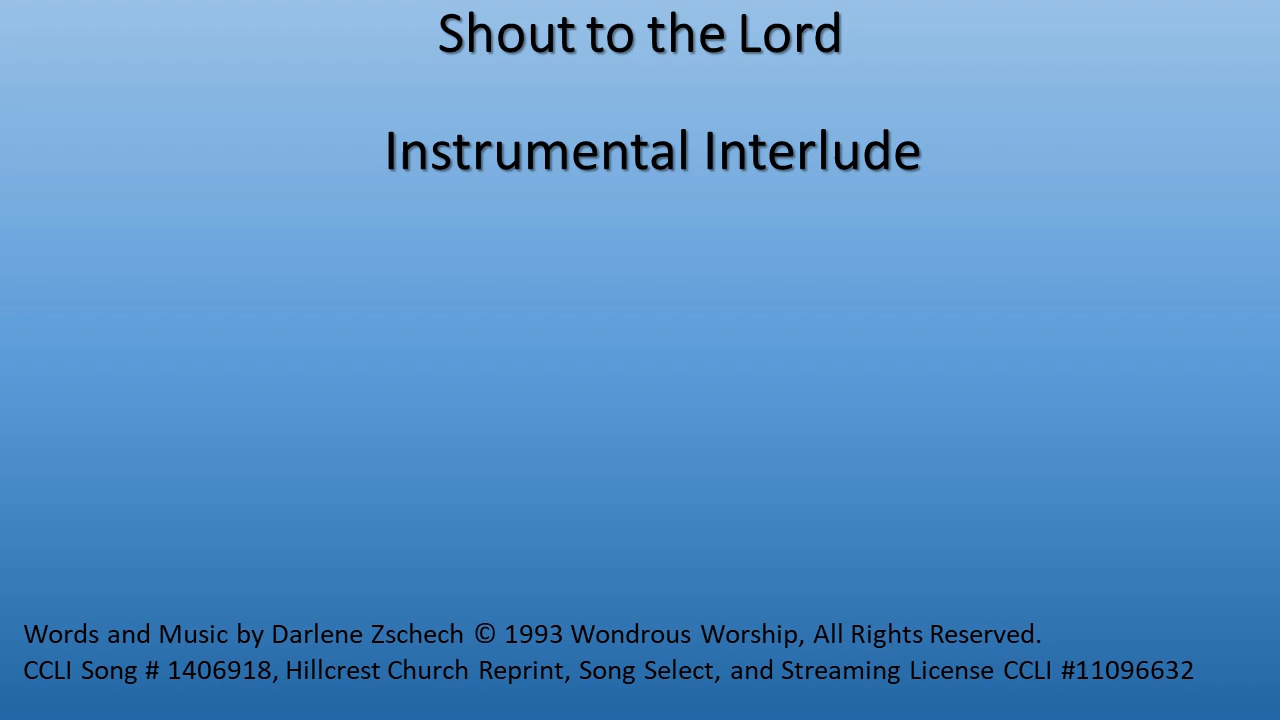 Shout to the Lord
Instrumental Interlude
Words and Music by Darlene Zschech © 1993 Wondrous Worship, All Rights Reserved.
CCLI Song # 1406918, Hillcrest Church Reprint, Song Select, and Streaming License CCLI #11096632